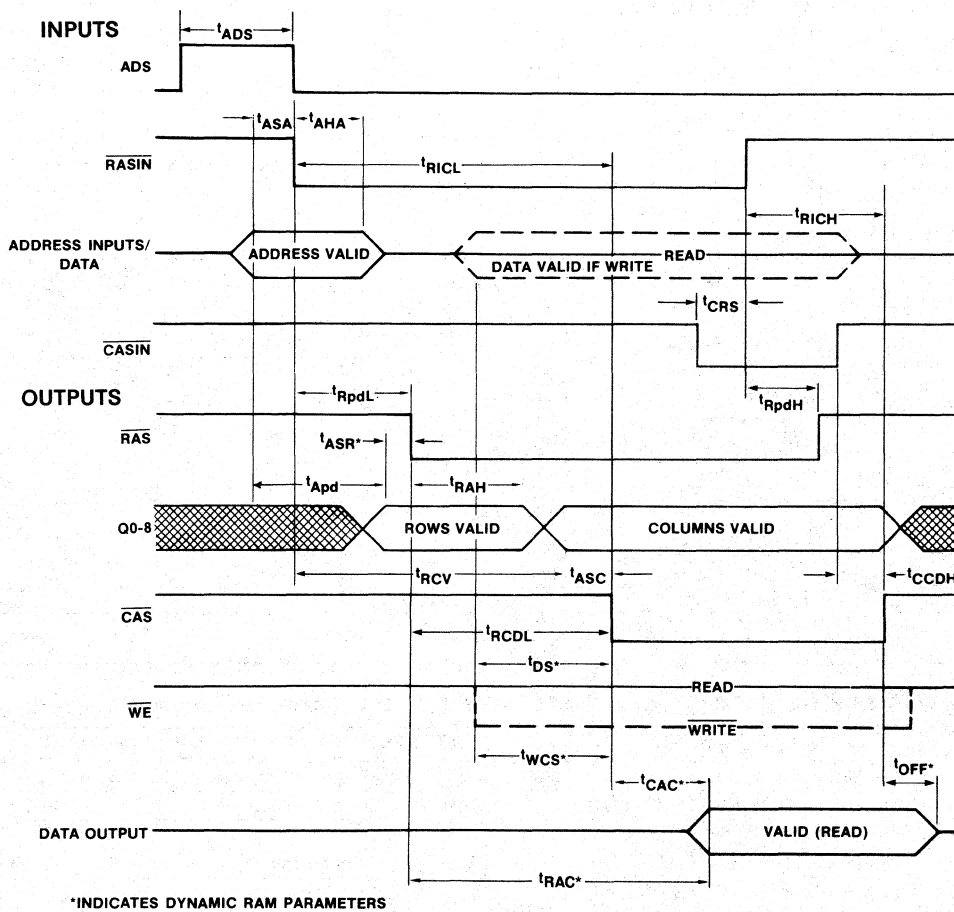 INPUTS
tADS
ADS
tASA
tAHA
RASIN
tRICL
tRICH
ADDRESS INPUTS/
DATA
ADDRESS VALID
READ
DATA VALID IF WRITE
tCRS
CASIN
OUTPUTS
tRpdL
tRpdH
RAS
tASR*
tApd
tRAH
Q0-8
ROWS VALID
COLUMNS VALID
tRCV
tASC
tCCDH
CAS
tRCDL
tDS*
READ
WE
WRITE
tWCS*
tCAC*
tOFF*
DATA OUTPUT
VALID (READ)
tRAC*
*INDICATES DYNAMIC RAM PARAMETERS